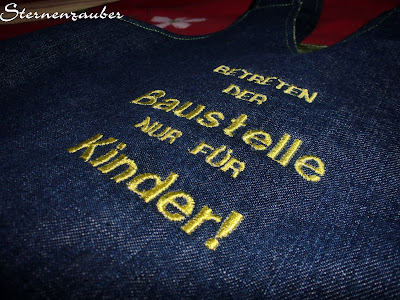 Sternenzauber
BETRETEN
DER
Baustelle
NUR FÜR
Kinder!